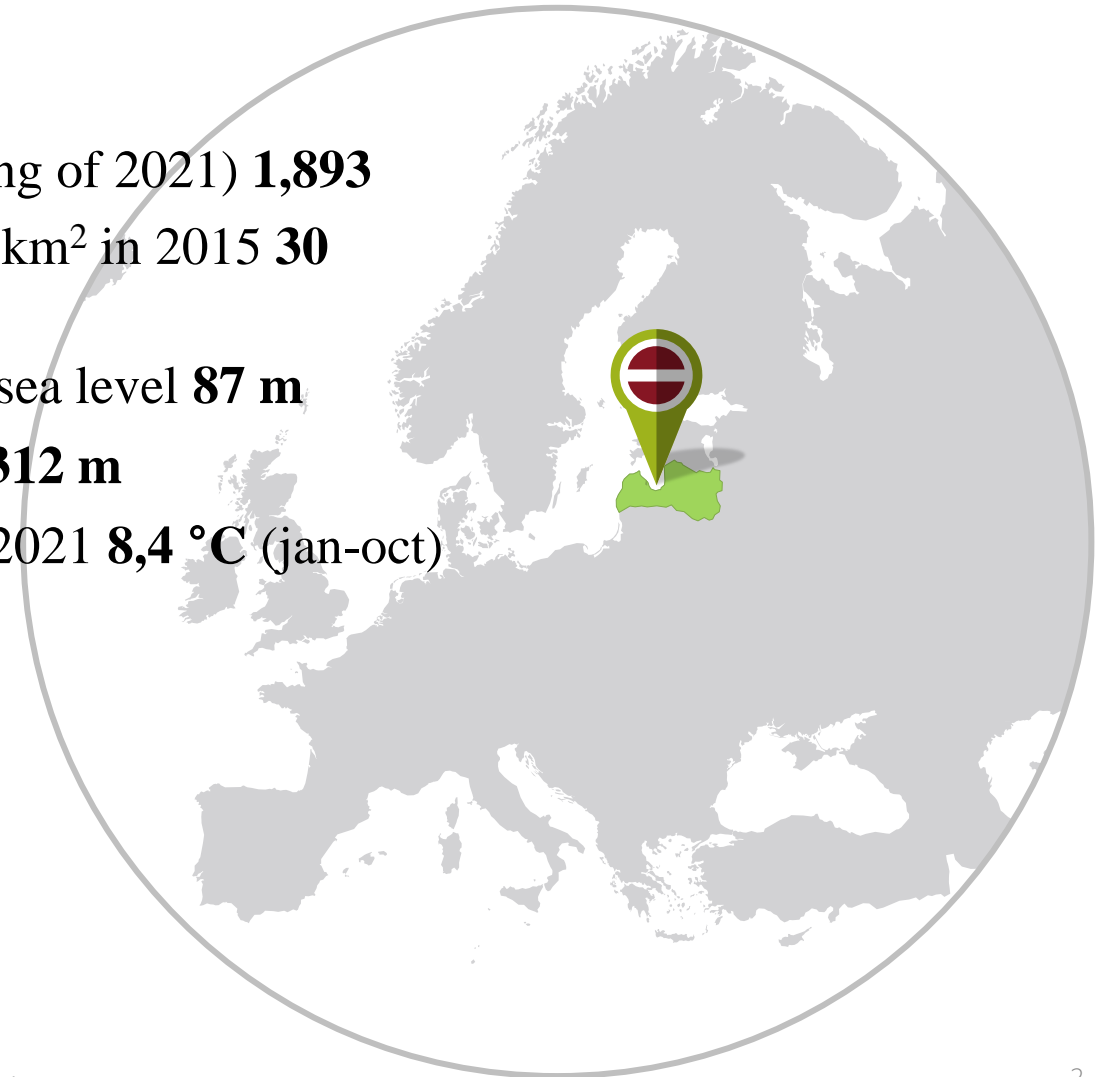 ng of 2021) 1,893
km² in 2015 30
sea level 87 m
312 m
2021 8,4 °C (jan-oct)